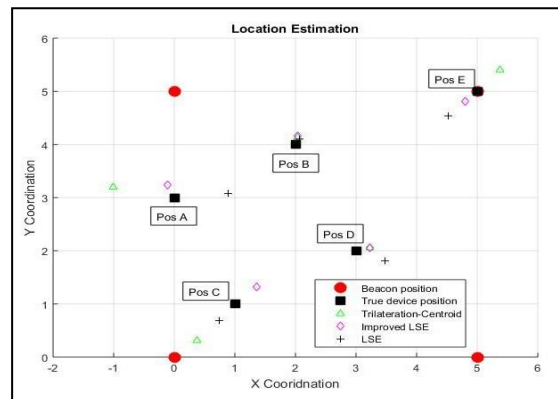 Location Estimation
6
5
4
3
2
1
0
Y Coordination
Pos E
Pos B
Pos A
Pos D
Pos C
Beacon position
True device position
Trilateration-Centroid
Improved LSE
LSE
-2 -1 0 1 2 3 4 5 6
X Cooridnation